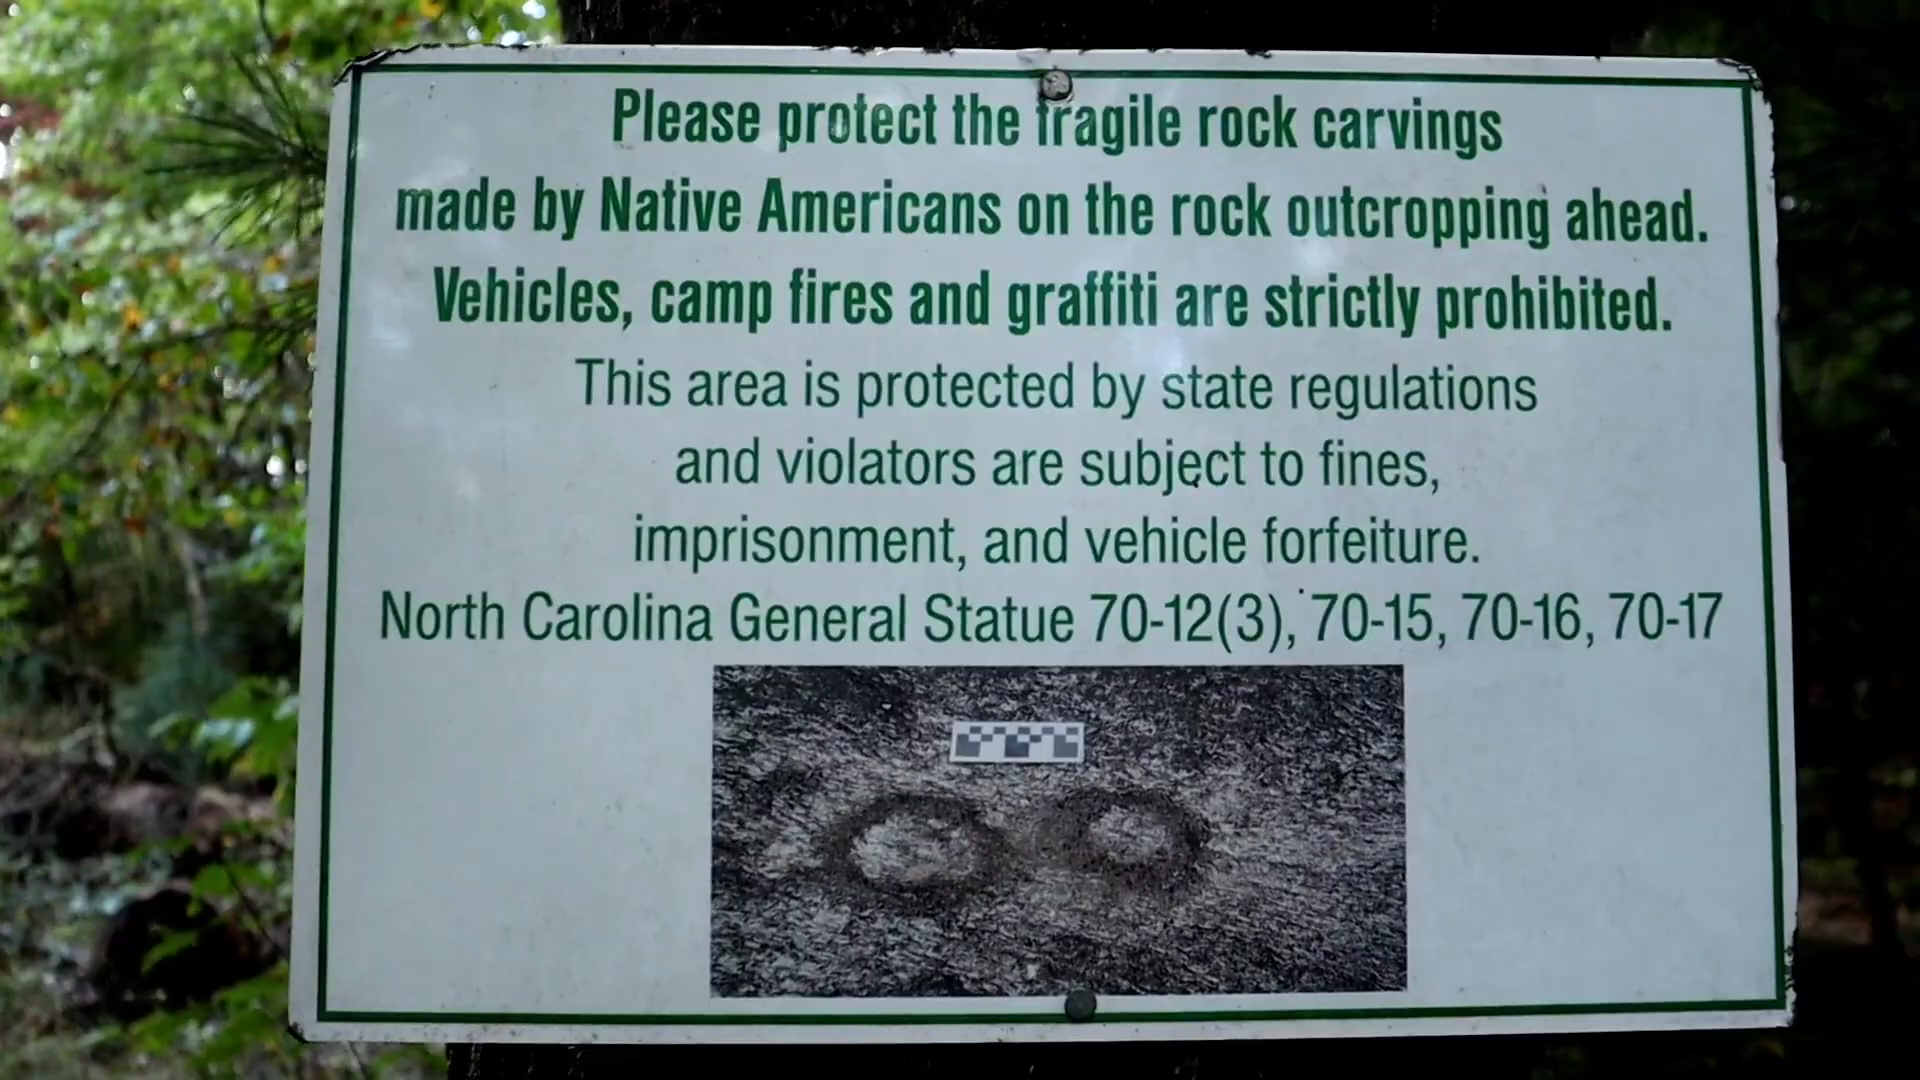 Please protect the fragile rock carvings
made by Native Americans on the rock outcropping ahead.
Vehicles, camp fires and graffiti are strictly prohibited.
This area is protected by state regulations
and violators are subject to fines,
imprisonment, and vehicle forfeiture.
North Carolina General Statue 70-12(3), 70-15, 70-16, 70-17